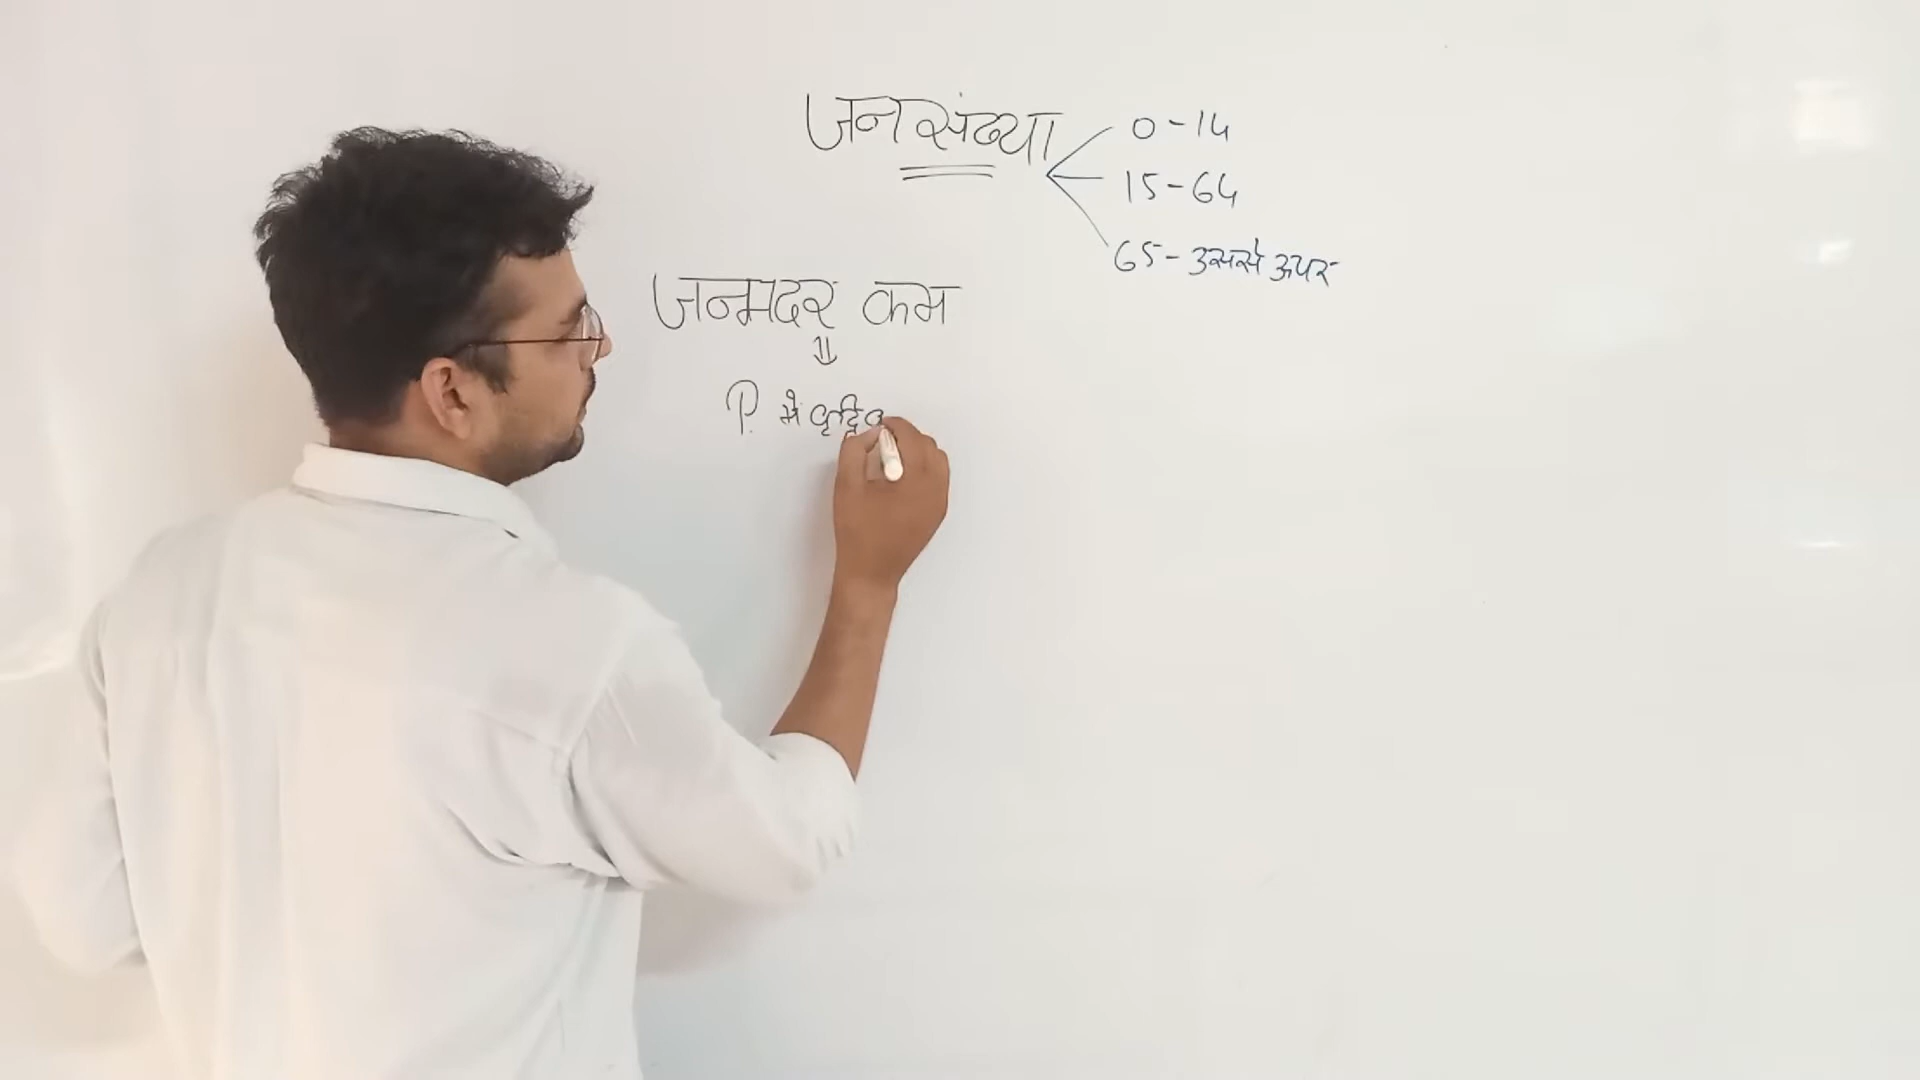 जनसंख्या
0-14
15-64
65- उससे ऊपर
जन्मदर कम
⇓
P. मे वृद्धि